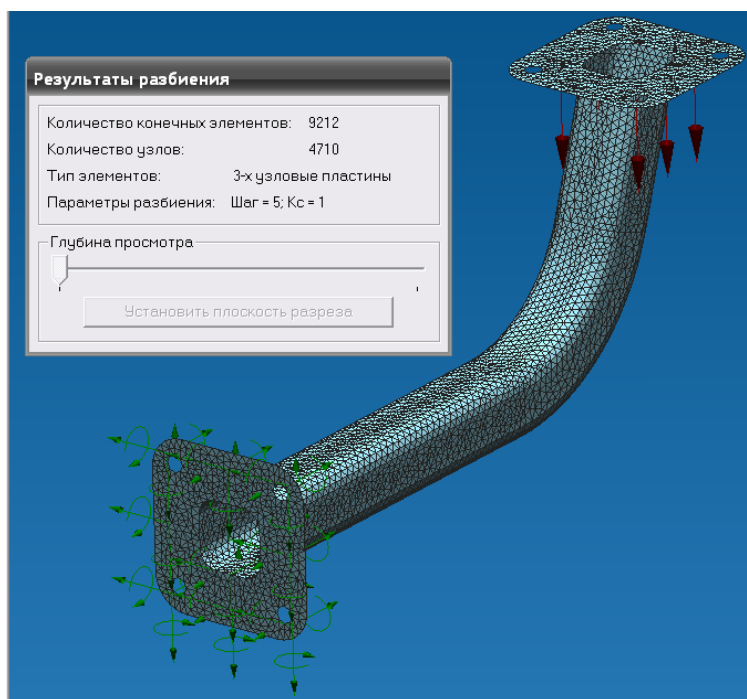 Результаты разбиения
Количество конечных элементов: 9212
Количество узлов: 4710
Тип элементов: 3-х узловые пластины
Параметры разбиения: Шаг = 5; Кс = 1
Глубина просмотра
Установить плоскость разреза